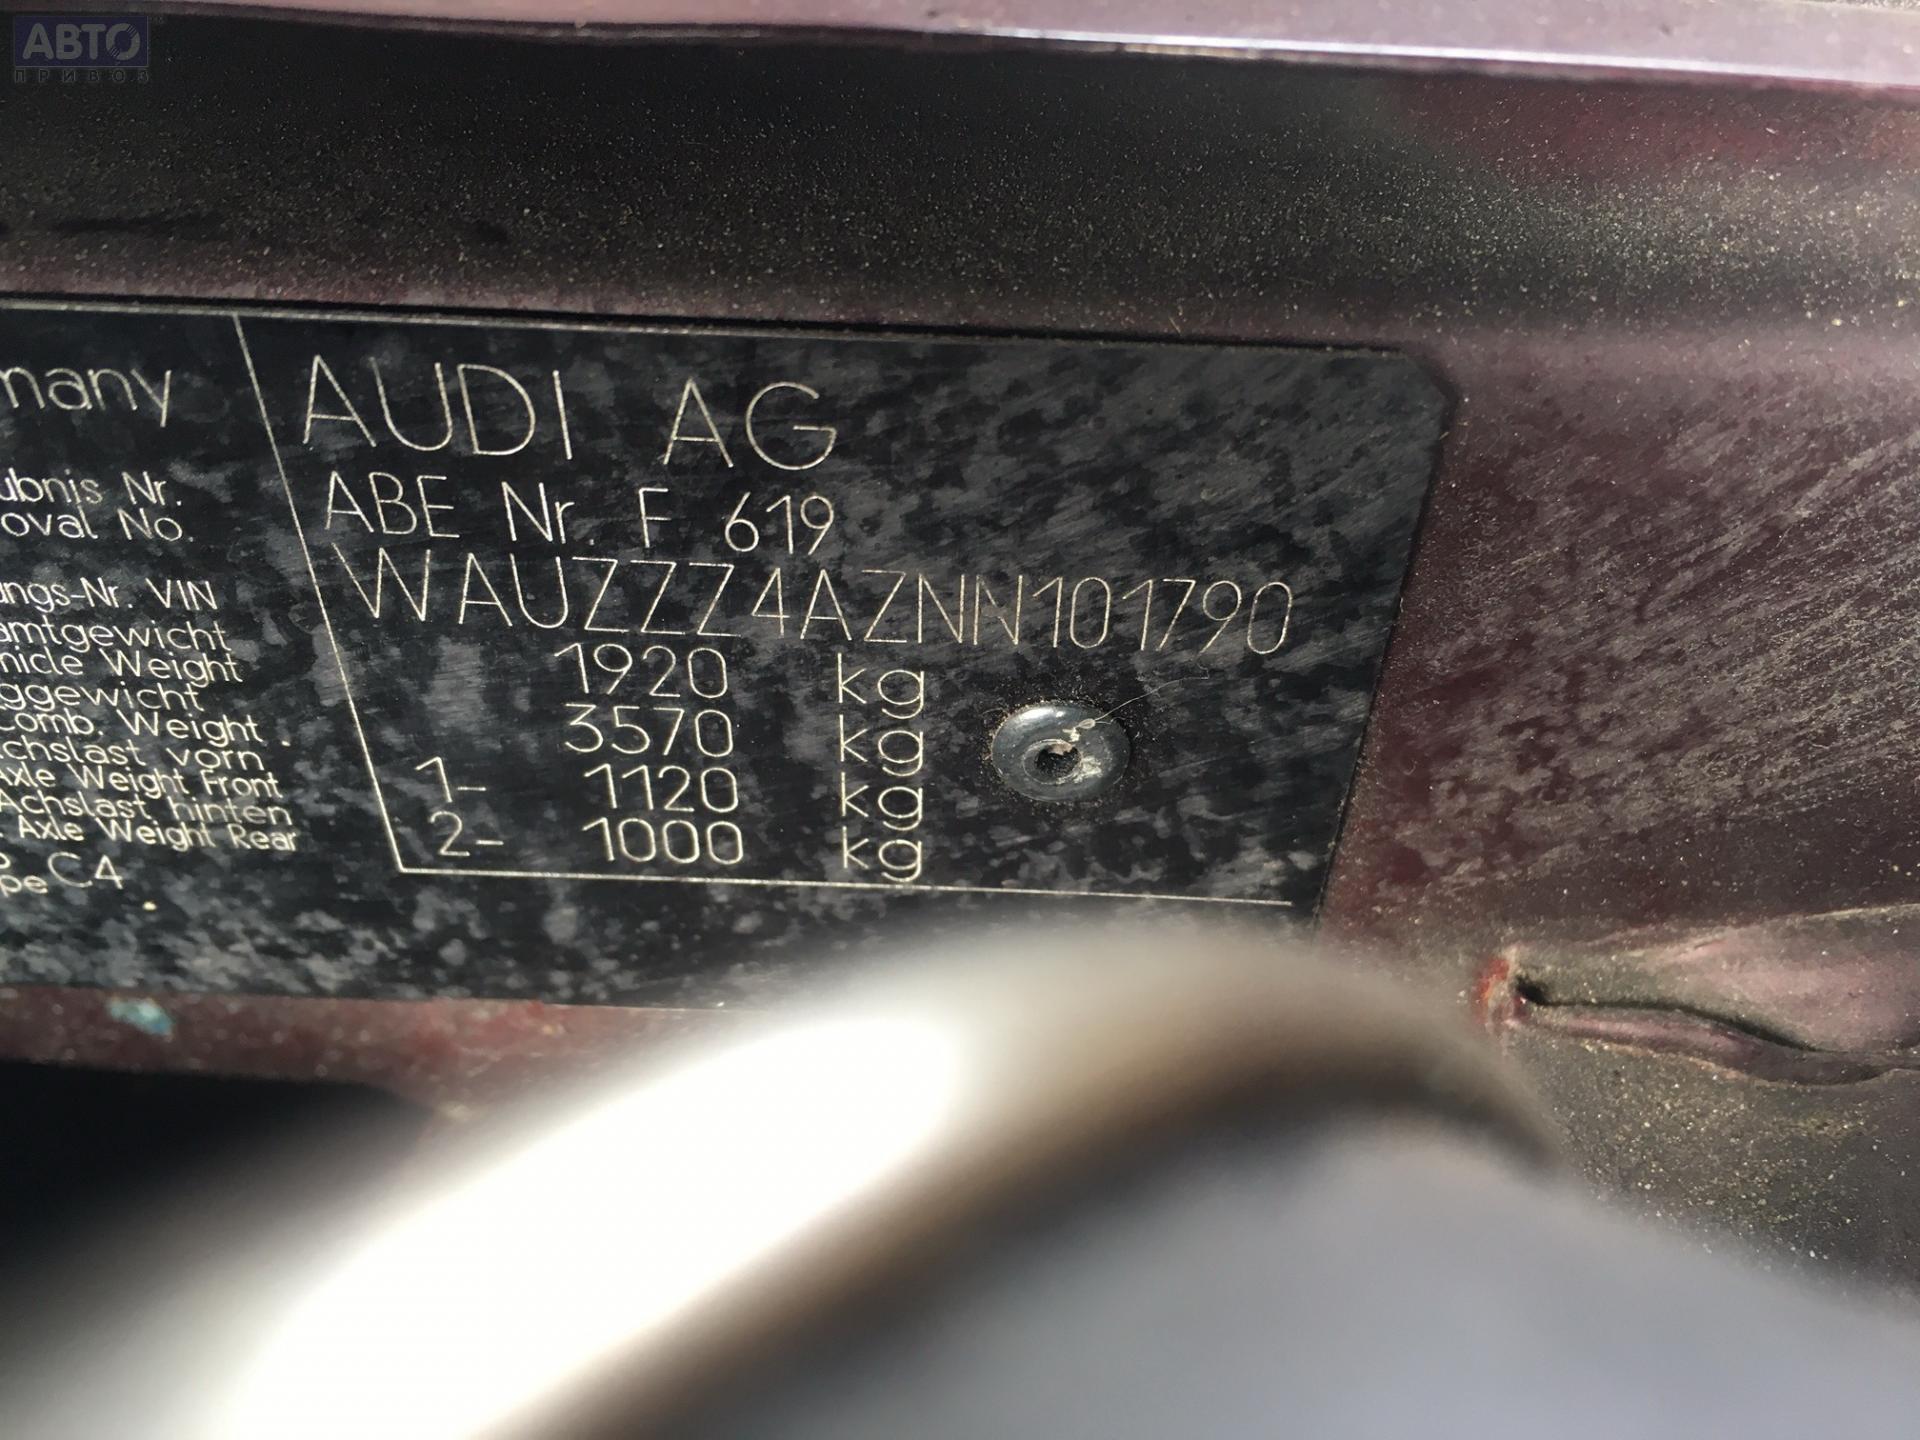 АВТО
ПРИВОЗ
many
AUDI AG
ubnis Nr.
oval No.
ABE Nr. F 619
ungs-Nr. VIN
WAUZZZ4AZNN101790
amtgewicht
hicle Weight
1920 kg
ggewicht
Comb. Weight
3570 kg
chslast vorn
Axle Weight Front
1- 1120 kg
Achslast hinten
. Axle Weight Rear
2- 1000 kg
pe C4